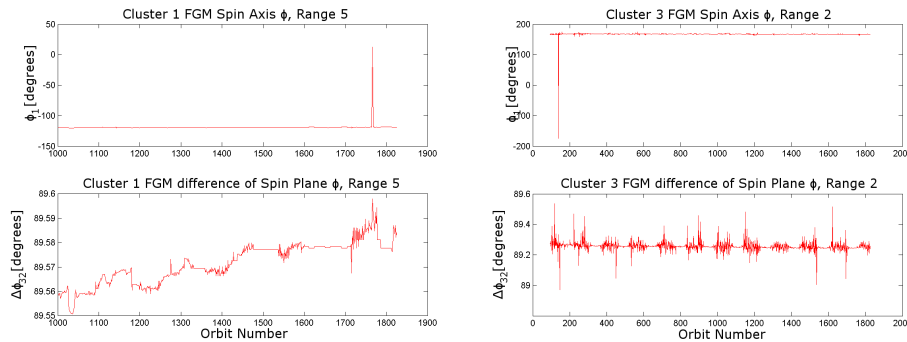 Cluster 1 FGM Spin Axis ϕ, Range 5
ϕ1[degrees]
50
0
-50
-100
-150
1000 1100 1200 1300 1400 1500 1600 1700 1800 1900
Cluster 3 FGM Spin Axis ϕ, Range 2
ϕ1[degrees]
200
100
0
-100
-200
0 200 400 600 800 1000 1200 1400 1600 1800 2000
Cluster 1 FGM difference of Spin Plane ϕ, Range 5
Δϕ32[degrees]
89.6
89.59
89.58
89.57
89.56
89.55
1000 1100 1200 1300 1400 1500 1600 1700 1800 1900
Orbit Number
Cluster 3 FGM difference of Spin Plane ϕ, Range 2
Δϕ32[degrees]
89.6
89.4
89.2
89
0 200 400 600 800 1000 1200 1400 1600 1800 200
Orbit Number